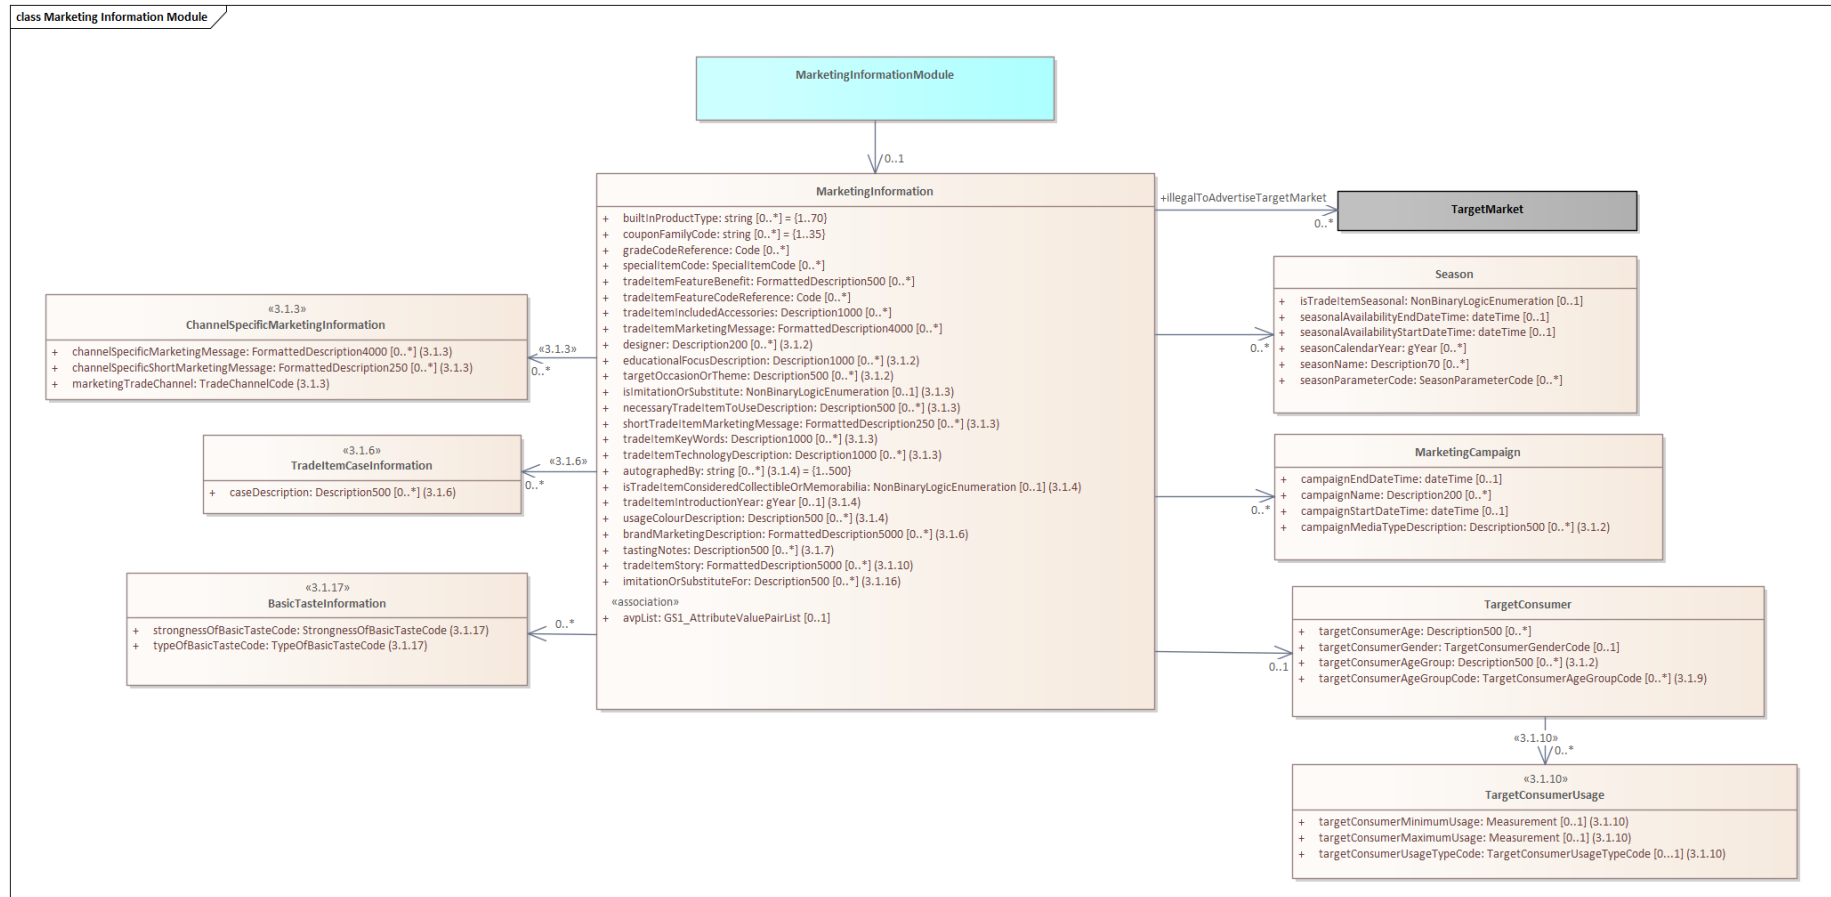 class Marketing Information Module
MarketingInformationModule
0..1
MarketingInformation
+ builtInProductType: string [0..*] = {1..70}
+ couponFamilyCode: string [0..*] = {1..35}
+ gradeCodeReference: Code [0..*]
+ specialItemCode: SpecialItemCode [0..*]
+ tradeItemFeatureBenefit: FormattedDescription500 [0..*]
+ tradeItemFeatureCodeReference: Code [0..*]
+ tradeItemIncludedAccessories: Description1000 [0..*]
+ tradeItemMarketingMessage: FormattedDescription4000 [0..*]
+ designer: Description200 [0..*] (3.1.2)
+ educationalFocusDescription: Description1000 [0..*] (3.1.2)
+ targetOccasionOrTheme: Description500 [0..*] (3.1.2)
+ isImitationOrSubstitute: NonBinaryLogicEnumeration [0..1] (3.1.3)
+ necessaryTradeItemToUseDescription: Description500 [0..*] (3.1.3)
+ shortTradeItemMarketingMessage: FormattedDescription250 [0..*] (3.1.3)
+ tradeItemKeyWords: Description1000 [0..*] (3.1.3)
+ tradeItemTechnologyDescription: Description1000 [0..*] (3.1.3)
+ autographedBy: string [0..*] (3.1.4) = {1..500}
+ isTradeItemConsideredCollectibleOrMemorabilia: NonBinaryLogicEnumeration [0..1] (3.1.4)
+ tradeItemIntroductionYear: gYear [0..1] (3.1.4)
+ usageColourDescription: Description500 [0..*] (3.1.4)
+ brandMarketingDescription: FormattedDescription5000 [0..*] (3.1.6)
+ tastingNotes: Description500 [0..*] (3.1.7)
+ tradeItemStory: FormattedDescription5000 [0..*] (3.1.10)
+ imitationOrSubstituteFor: Description500 [0..*] (3.1.16)
«association»
+ avpList: GS1_AttributeValuePairList [0..1]
«3.1.3»
ChannelSpecificMarketingInformation
+ channelSpecificMarketingMessage: FormattedDescription4000 [0..*] (3.1.3)
+ channelSpecificShortMarketingMessage: FormattedDescription250 [0..*] (3.1.3)
+ marketingTradeChannel: TradeChannelCode (3.1.3)
«3.1.3»
0..*
«3.1.6»
TradeItemCaseInformation
+ caseDescription: Description500 [0..*] (3.1.6)
«3.1.6»
0..*
«3.1.17»
BasicTasteInformation
+ strongnessOfBasicTasteCode: StrongnessOfBasicTasteCode (3.1.17)
+ typeOfBasicTasteCode: TypeOfBasicTasteCode (3.1.17)
0..*
+illegalToAdvertiseTargetMarket
0..*
TargetMarket
Season
+ isTradeItemSeasonal: NonBinaryLogicEnumeration [0..1]
+ seasonalAvailabilityEndDateTime: dateTime [0..1]
+ seasonalAvailabilityStartDateTime: dateTime [0..1]
+ seasonCalendarYear: gYear [0..*]
+ seasonName: Description70 [0..*]
+ seasonParameterCode: SeasonParameterCode [0..*]
0..*
MarketingCampaign
+ campaignEndDateTime: dateTime [0..1]
+ campaignName: Description200 [0..*]
+ campaignStartDateTime: dateTime [0..1]
+ campaignMediaTypeDescription: Description500 [0..*] (3.1.2)
0..*
TargetConsumer
+ targetConsumerAge: Description500 [0..*]
+ targetConsumerGender: TargetConsumerGenderCode [0..1]
+ targetConsumerAgeGroup: Description500 [0..*] (3.1.2)
+ targetConsumerAgeGroupCode: TargetConsumerAgeGroupCode [0..*] (3.1.9)
0..1
«3.1.10»
0..*
«3.1.10»
TargetConsumerUsage
+ targetConsumerMinimumUsage: Measurement [0..1] (3.1.10)
+ targetConsumerMaximumUsage: Measurement [0..1] (3.1.10)
+ targetConsumerUsageTypeCode: TargetConsumerUsageTypeCode [0...1] (3.1.10)